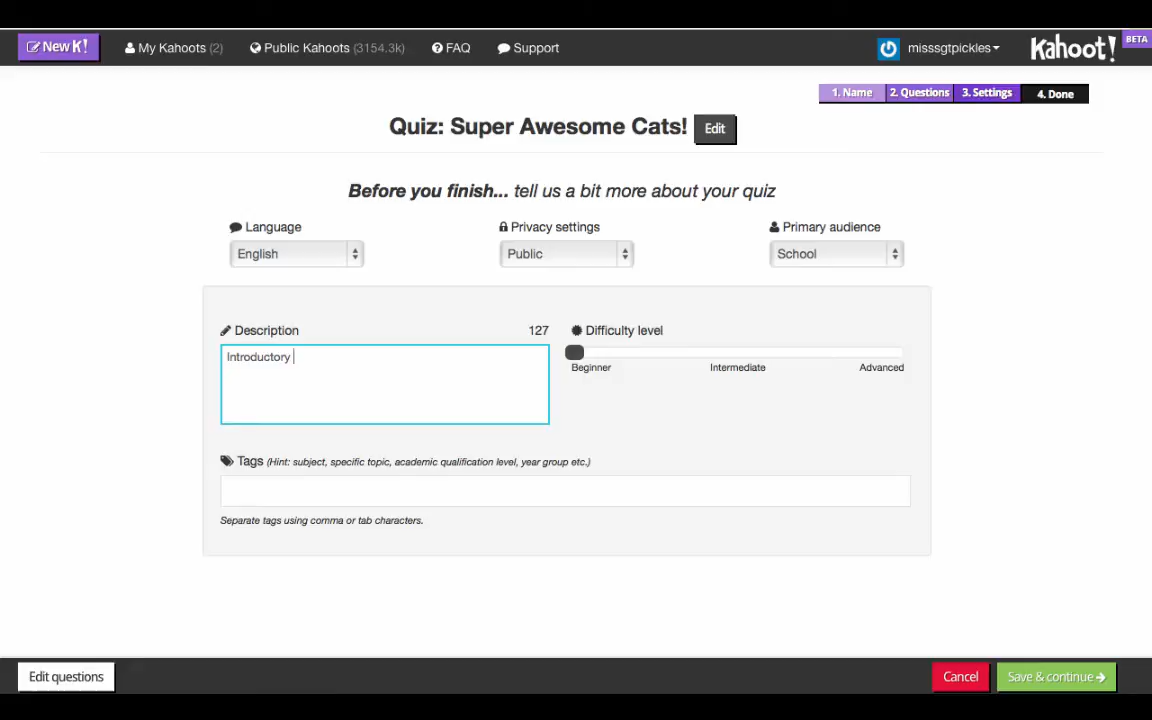 New K! My Kahoots (2) Public Kahoots (3154.3k) FAQ Support misssgtpickles Kahoot! BETA
1. Name 2. Questions 3. Settings 4. Done
Quiz: Super Awesome Cats! Edit
Before you finish... tell us a bit more about your quiz
Language Privacy settings Primary audience
English Public School
Description 127 Difficulty level
Introductory
Beginner Intermediate Advanced
Tags (Hint: subject, specific topic, academic qualification level, year group etc.)
Separate tags using comma or tab characters.
Edit questions Cancel Save & continue